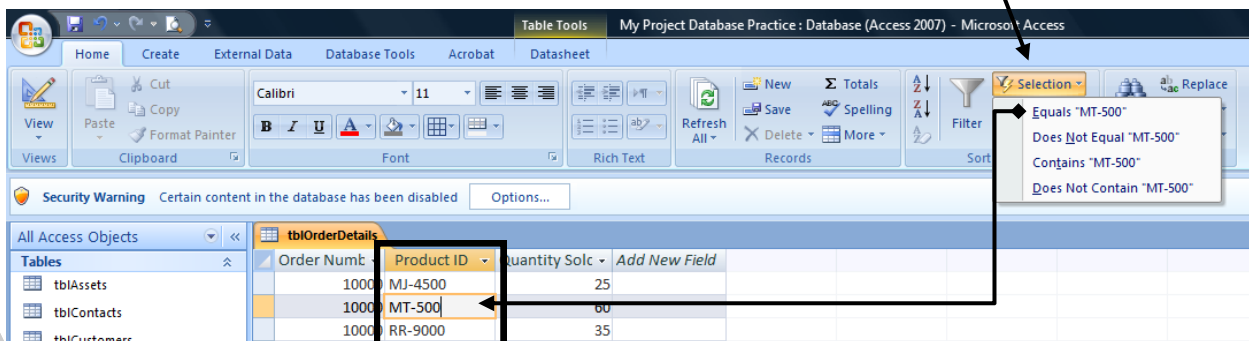 Table Tools My Project Database Practice : Database (Access 2007) - Microsoft Access
Home Create External Data Database Tools Acrobat Datasheet
View
Paste
Cut
Copy
Format Painter
Calibri 11
B I U A
ab
Refresh All
New
Save
Delete
Σ Totals
ABC Spelling
More
A Z
Z A
Filter
Selection
Equals "MT-500"
Does Not Equal "MT-500"
Contains "MT-500"
Does Not Contain "MT-500"
Replace
Views Clipboard Font Rich Text Records Sort
Security Warning Certain content in the database has been disabled Options...
All Access Objects
Tables
tblAssets
tblContacts
tblCustomers
tblOrderDetails
Order Numb Product ID Quantity Solc Add New Field
10000 MJ-4500 25
10000 MT-500 60
10000 RR-9000 35